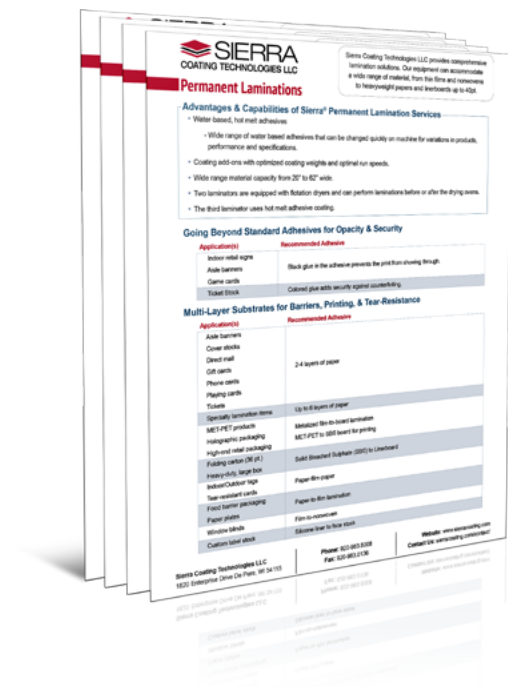 SIERRA
COATING TECHNOLOGIES LLC
Sierra Coating Technologies LLC provides comprehensive
lamination solutions. Our equipment can accommodate
a wide range of material, from thin films and nonwovens
to heavyweight papers and linerboards up to 40pt.
Permanent Laminations
Advantages & Capabilities of Sierra® Permanent Lamination Services
• Water-based, hot melt adhesives
- Wide range of water based adhesives that can be changed quickly on machine for variations in products,
performance and specifications.
• Coating add-ons with optimized coating weights and optimal run speeds.
• Wide range material capacity from 20" to 62" wide.
• Two laminators are equipped with flotation dryers and can perform laminations before or after the drying ovens.
• The third laminator uses hot melt adhesive coating.
Going Beyond Standard Adhesives for Opacity & Security
Application(s) Recommended Adhesive
Indoor retail signs
Aisle banners
Game cards
Black glue in the adhesive prevents the print from showing through.
Ticket Stock Colored glue adds security against counterfeiting.
Multi-Layer Substrates for Barriers, Printing, & Tear-Resistance
Application(s) Recommended Adhesive
Aisle banners
Cover stocks
Direct mail
Gift cards
Phone cards
Playing cards
Tickets
2-4 layers of paper
Specialty lamination items Up to 8 layers of paper
MET-PET products Metalized film-to-board lamination
Holographic packaging MET-PET to SBS board for printing
High-end retail packaging
Folding carton (36 pt.) Solid Bleached Sulphate (SBS) to Linerboard
Heavy-duty, large box
Indoor/Outdoor tags Paper-film-paper
Tear-resistant cards
Food barrier packaging Paper-to-film lamination
Paper plates
Window blinds Film-to-nonwoven
Custom label stock Silicone liner to face stock
Sierra Coating Technologies LLC
1820 Enterprise Drive De Pere, WI 54115
Phone: 920-983.8308
Fax: 920-983.0136
Website: www.sierracoating.com
Contact Us: sierracoating.com/contact/